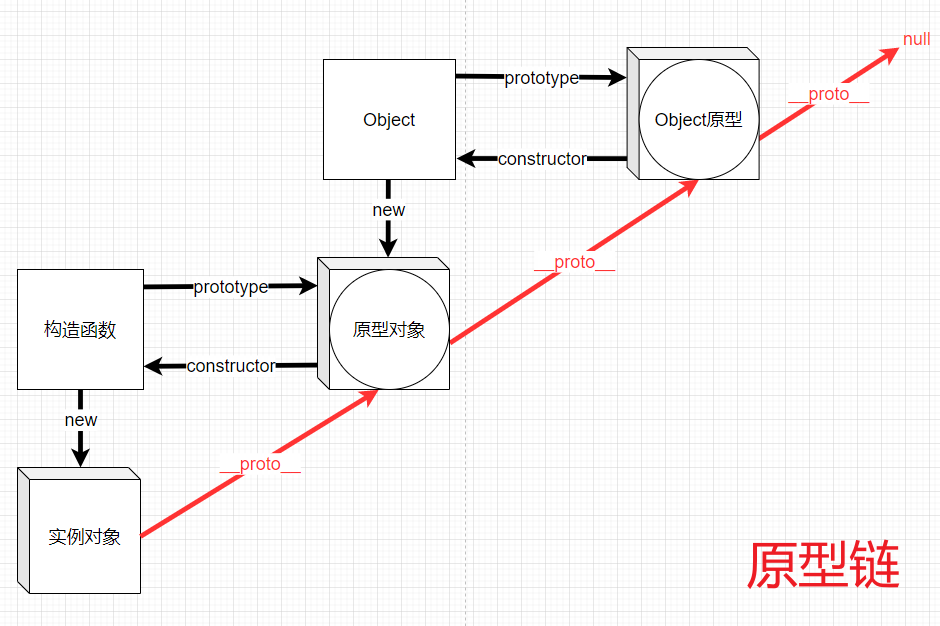 null
__proto__
prototype
Object
Object原型
constructor
new
__proto__
prototype
构造函数
原型对象
constructor
new
__proto__
实例对象
原型链